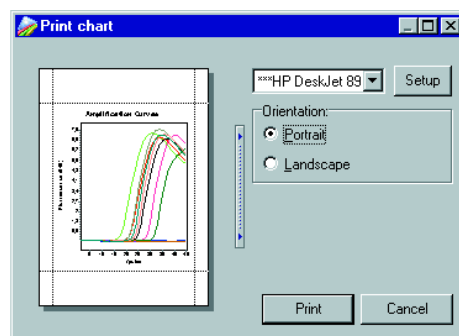 Print chart
***HP DeskJet 89
Setup
Orientation:
Portrait
Landscape
Amplification Curves
Print
Cancel